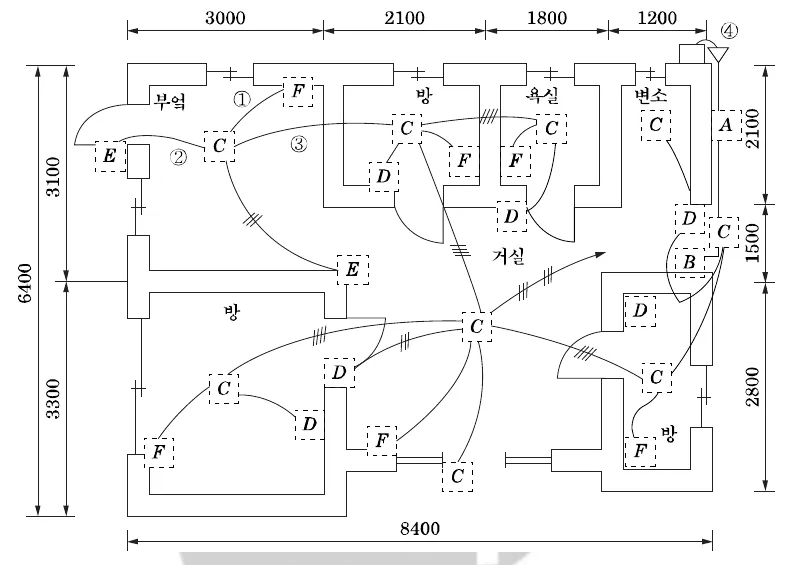 3000 2100 1800 1200 ④
부엌 ① F 방 욕실 변소
② C ③ C C C A
E D F F
D D C
3100 2100 1500
E 거실 B
6400
방 D
C
D C
C D F
3300 2800
F F C 방
8400